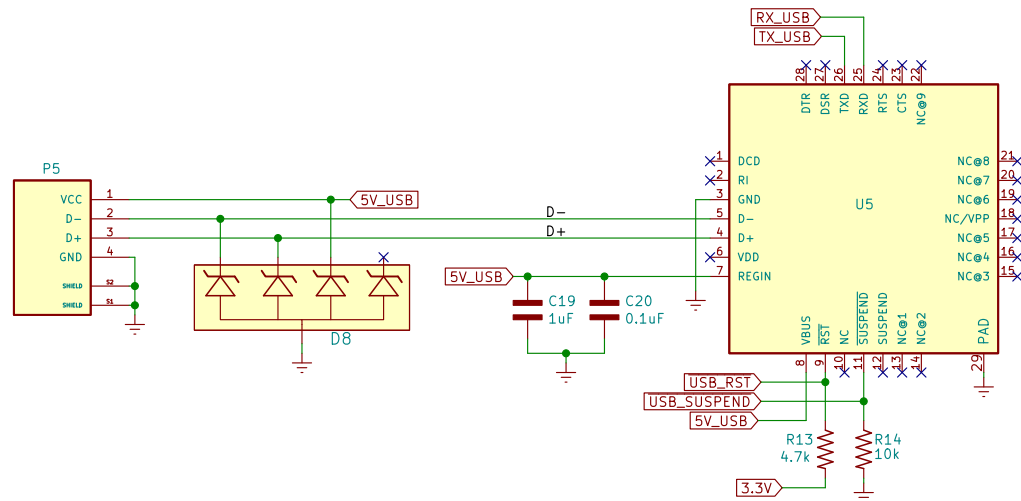 RX_USB
TX_USB
28 27 26 25 24 23 22
DTR DSR TXD RXD RTS CTS NC@9
P5
VCC 1
D- 2
D+ 3
GND 4
SHIELD S2
SHIELD S1
5V_USB
D-
D+
D8
5V_USB
C19
1uF
C20
0.1uF
U5
1 DCD
2 RI
3 GND
5 D-
4 D+
6 VDD
7 REGIN
NC@8 21
NC@7 20
NC@6 19
NC/VPP 18
NC@5 17
NC@4 16
NC@3 15
VBUS RST NC SUSPEND SUSPEND NC@1 NC@2 PAD
8 9 10 11 12 13 14 29
USB_RST
USB_SUSPEND
5V_USB
R13
4.7k
R14
10k
3.3V